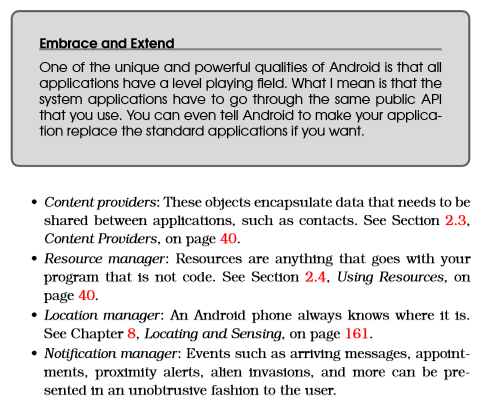 Embrace and Extend
One of the unique and powerful qualities of Android is that all
applications have a level playing field. What I mean is that the
system applications have to go through the same public API
that you use. You can even tell Android to make your applica-
tion replace the standard applications if you want.
• Content providers: These objects encapsulate data that needs to be
shared between applications, such as contacts. See Section 2.3,
Content Providers, on page 40.
• Resource manager: Resources are anything that goes with your
program that is not code. See Section 2.4, Using Resources, on
page 40.
• Location manager: An Android phone always knows where it is.
See Chapter 8, Locating and Sensing, on page 161.
• Notification manager: Events such as arriving messages, appoint-
ments, proximity alerts, alien invasions, and more can be pre-
sented in an unobtrusive fashion to the user.